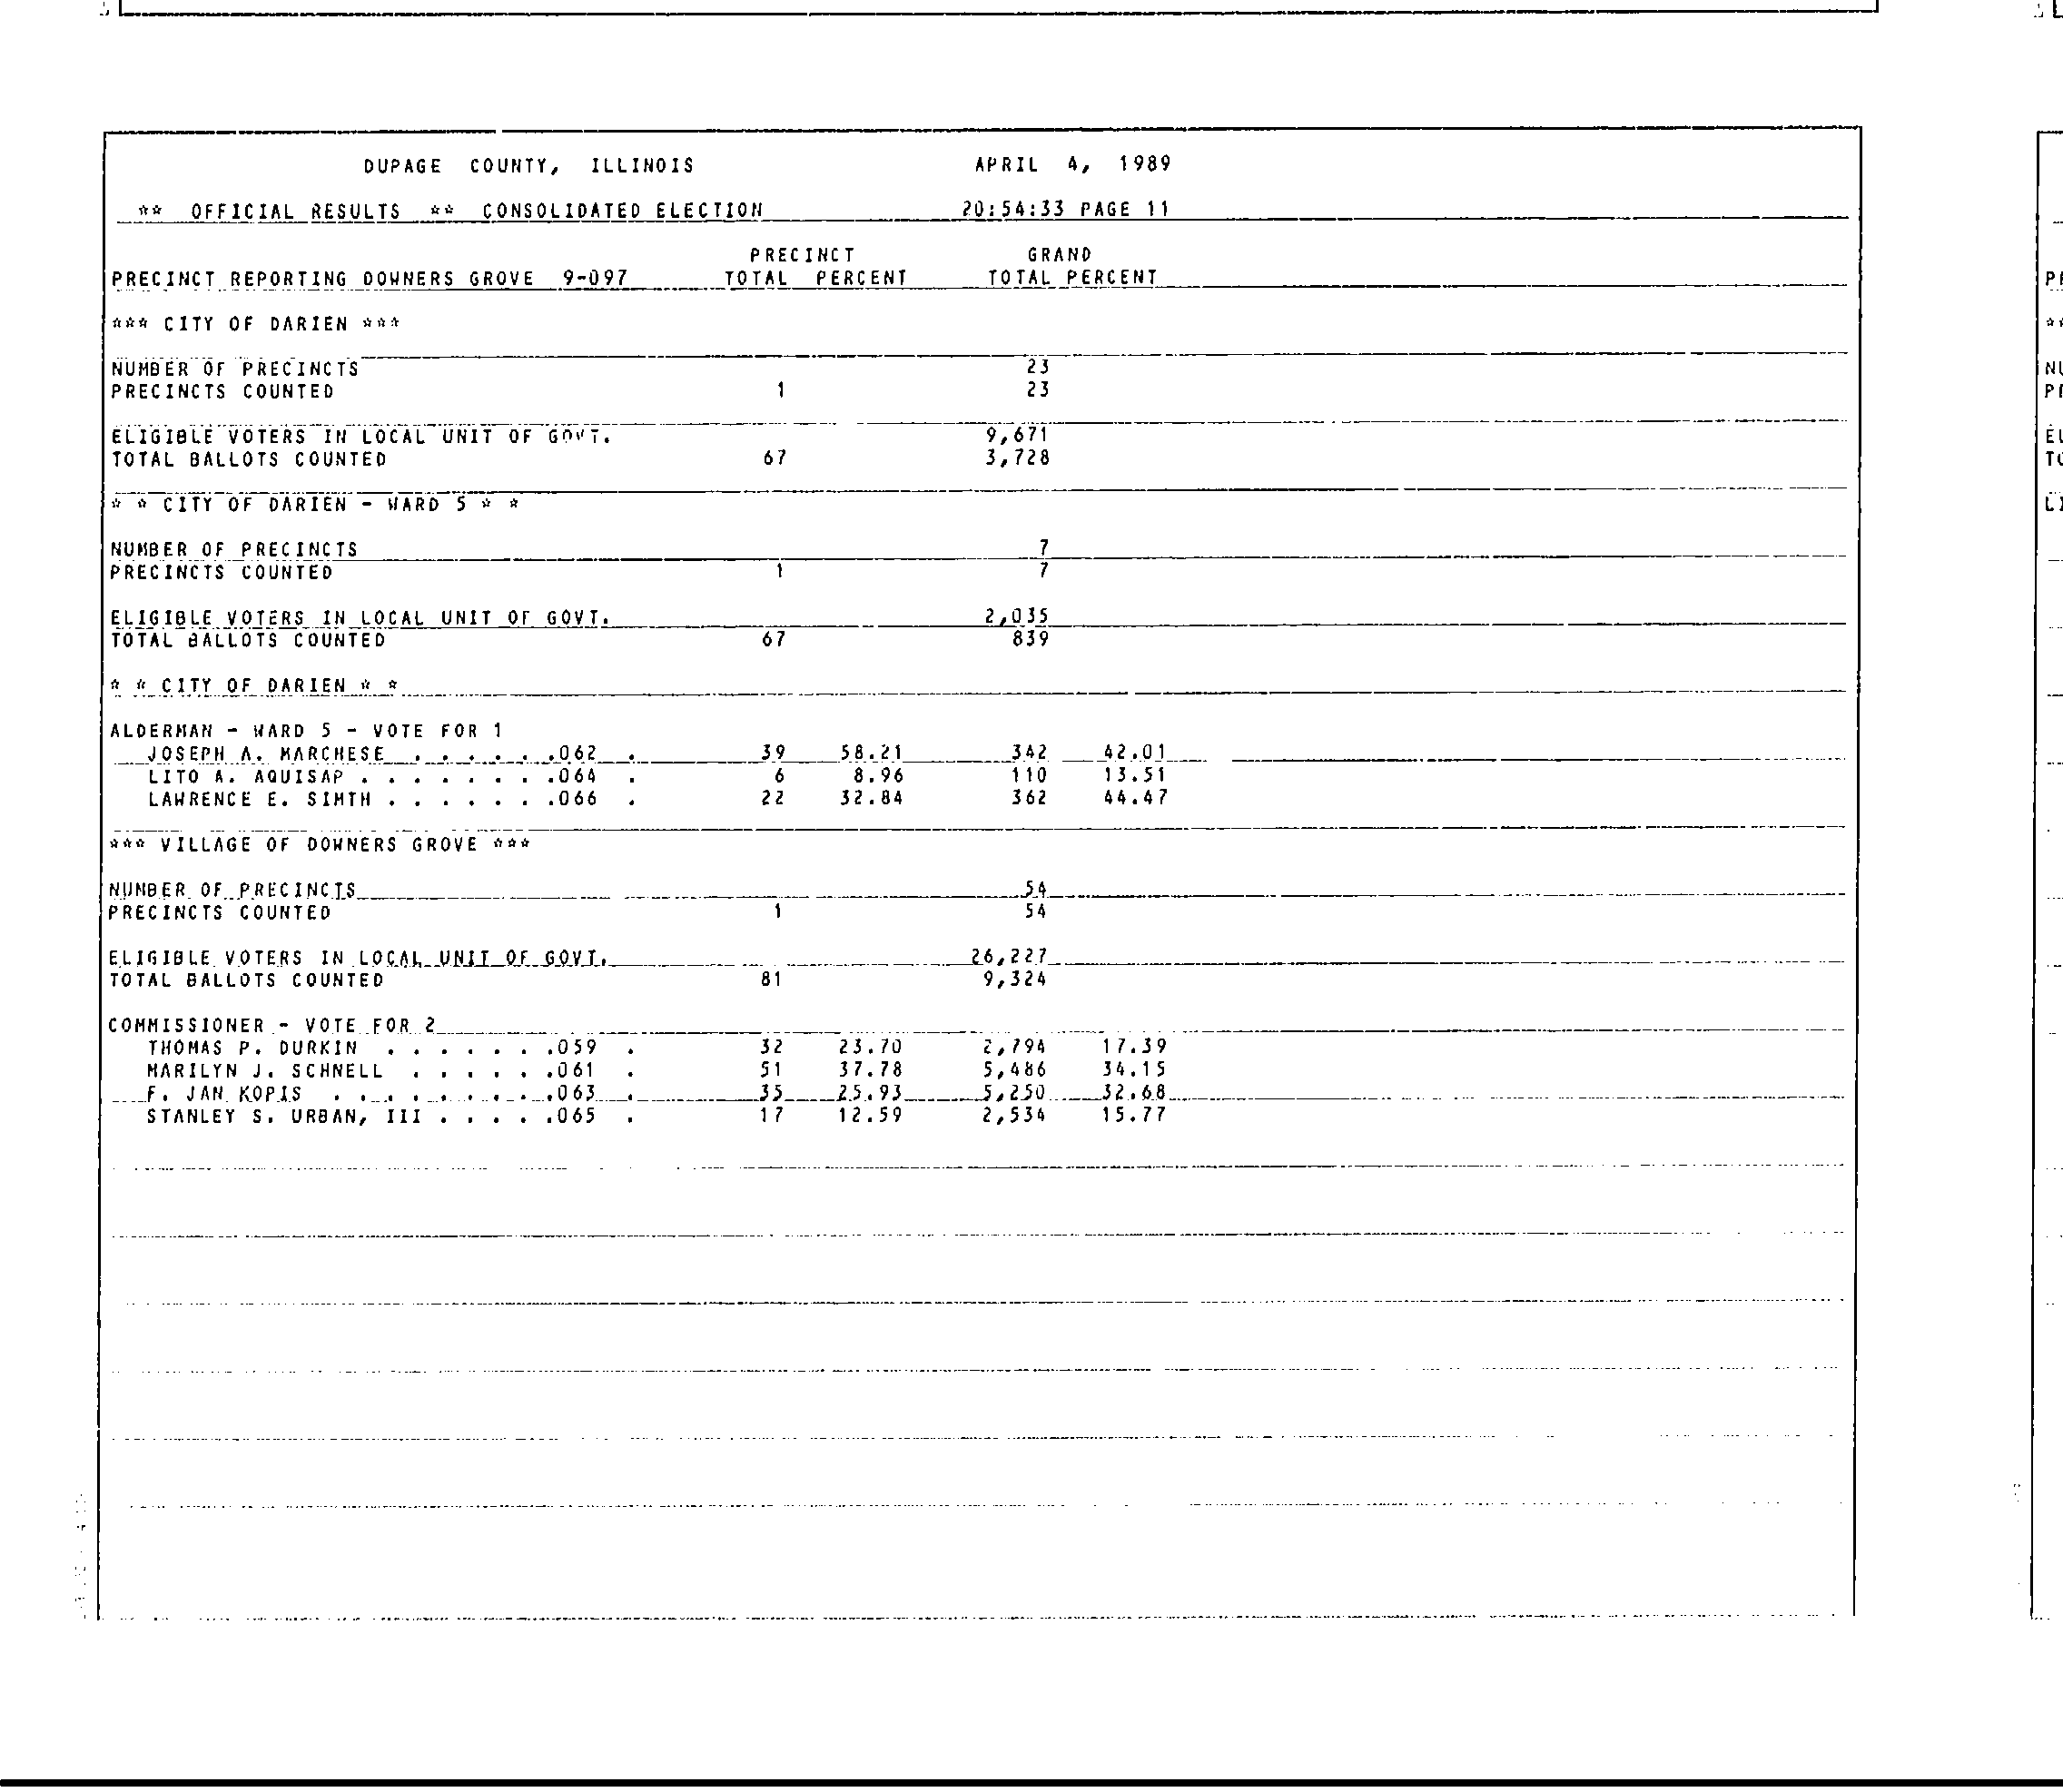 DUPAGE COUNTY, ILLINOIS APRIL 4, 1989
** OFFICIAL RESULTS ** CONSOLIDATED ELECTION 20:54:33 PAGE 11
PRECINCT GRAND
PRECINCT REPORTING DOWNERS GROVE 9-097 TOTAL PERCENT TOTAL PERCENT
*** CITY OF DARIEN ***
NUMBER OF PRECINCTS 23
PRECINCTS COUNTED 1 23
ELIGIBLE VOTERS IN LOCAL UNIT OF GOVT. 9,671
TOTAL BALLOTS COUNTED 67 3,728
* * CITY OF DARIEN - WARD 5 * *
NUMBER OF PRECINCTS 7
PRECINCTS COUNTED 1 7
ELIGIBLE VOTERS IN LOCAL UNIT OF GOVT. 2,035
TOTAL BALLOTS COUNTED 67 839
* * CITY OF DARIEN * *
ALDERMAN - WARD 5 - VOTE FOR 1
JOSEPH A. MARCHESE . . . . . .062 . 39 58.21 342 42.01
LITO A. AQUISAP . . . . . . . .064 . 6 8.96 110 13.51
LAWRENCE E. SIMTH . . . . . . .066 . 22 32.84 362 44.47
*** VILLAGE OF DOWNERS GROVE ***
NUMBER OF PRECINCTS 54
PRECINCTS COUNTED 1 54
ELIGIBLE VOTERS IN LOCAL UNIT OF GOVT. 26,227
TOTAL BALLOTS COUNTED 81 9,324
COMMISSIONER - VOTE FOR 2
THOMAS P. DURKIN . . . . . . .059 . 32 23.70 2,794 17.39
MARILYN J. SCHNELL . . . . . .061 . 51 37.78 5,486 34.15
F. JAN KOPIS . . . . . . . . .063 . 35 25.93 5,250 32.68
STANLEY S. URBAN, III . . . . .065 . 17 12.59 2,534 15.77